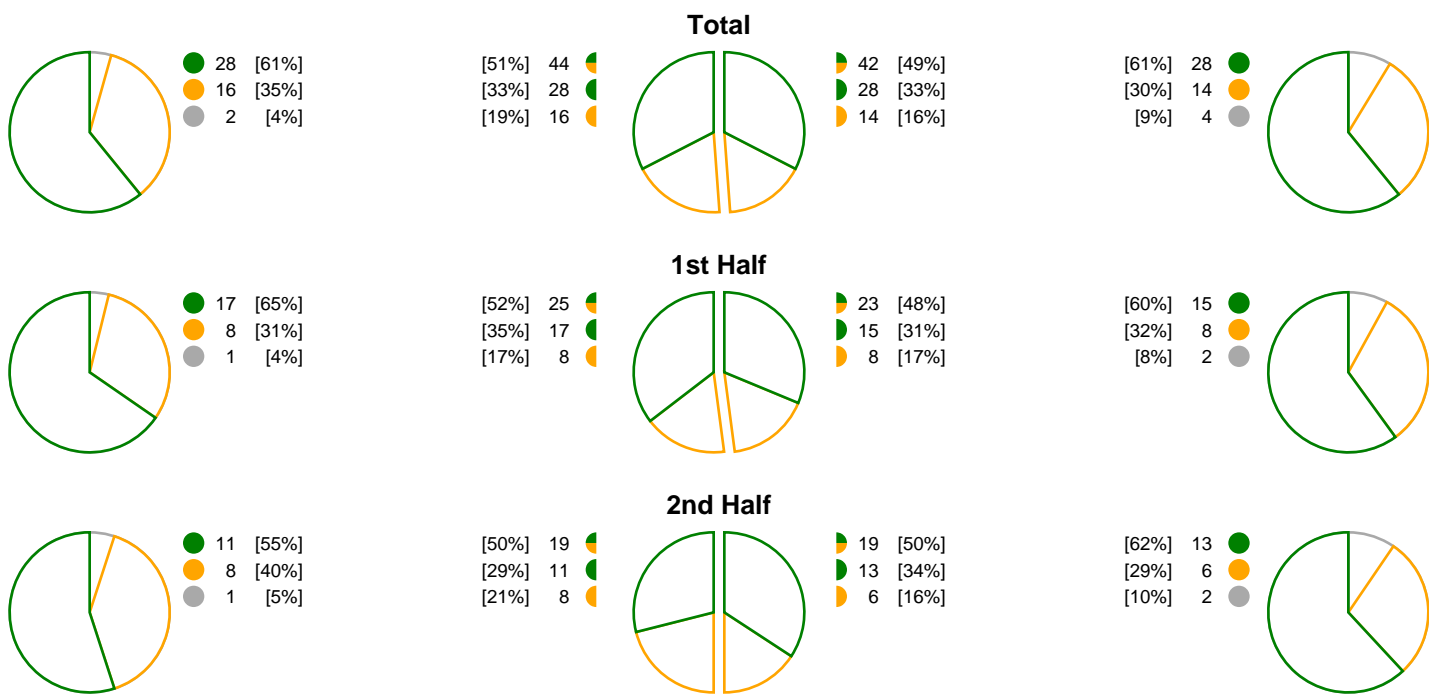 Total
28 [61%] [51%] 44 42 [49%] [61%] 28
16 [35%] [33%] 28 28 [33%] [30%] 14
2 [4%] [19%] 16 14 [16%] [9%] 4
1st Half
17 [65%] [52%] 25 23 [48%] [60%] 15
8 [31%] [35%] 17 15 [31%] [32%] 8
1 [4%] [17%] 8 8 [17%] [8%] 2
2nd Half
11 [55%] [50%] 19 19 [50%] [62%] 13
8 [40%] [29%] 11 13 [34%] [29%] 6
1 [5%] [21%] 8 6 [16%] [10%] 2